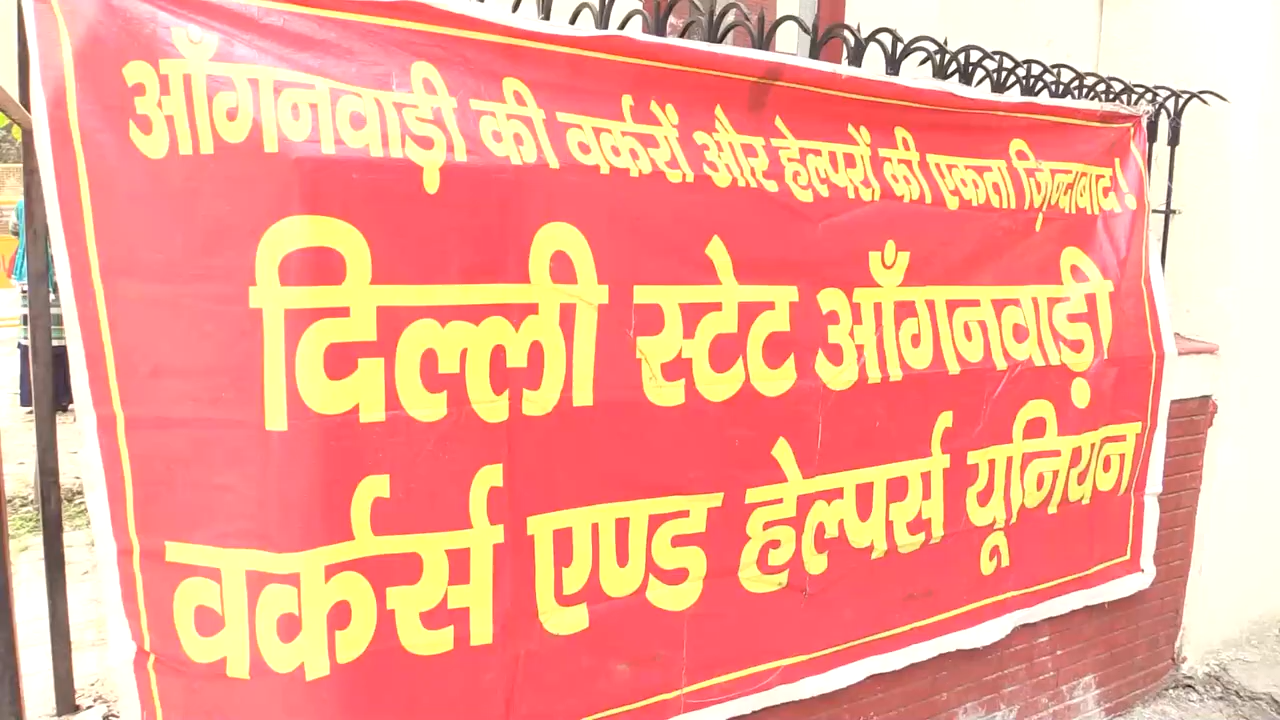 आँगनवाड़ी की वर्करों और हेल्परों की एकता ज़िन्दाबाद!
दिल्ली स्टेट आँगनवाड़ी
वर्कर्स एण्ड हेल्पर्स यूनियन